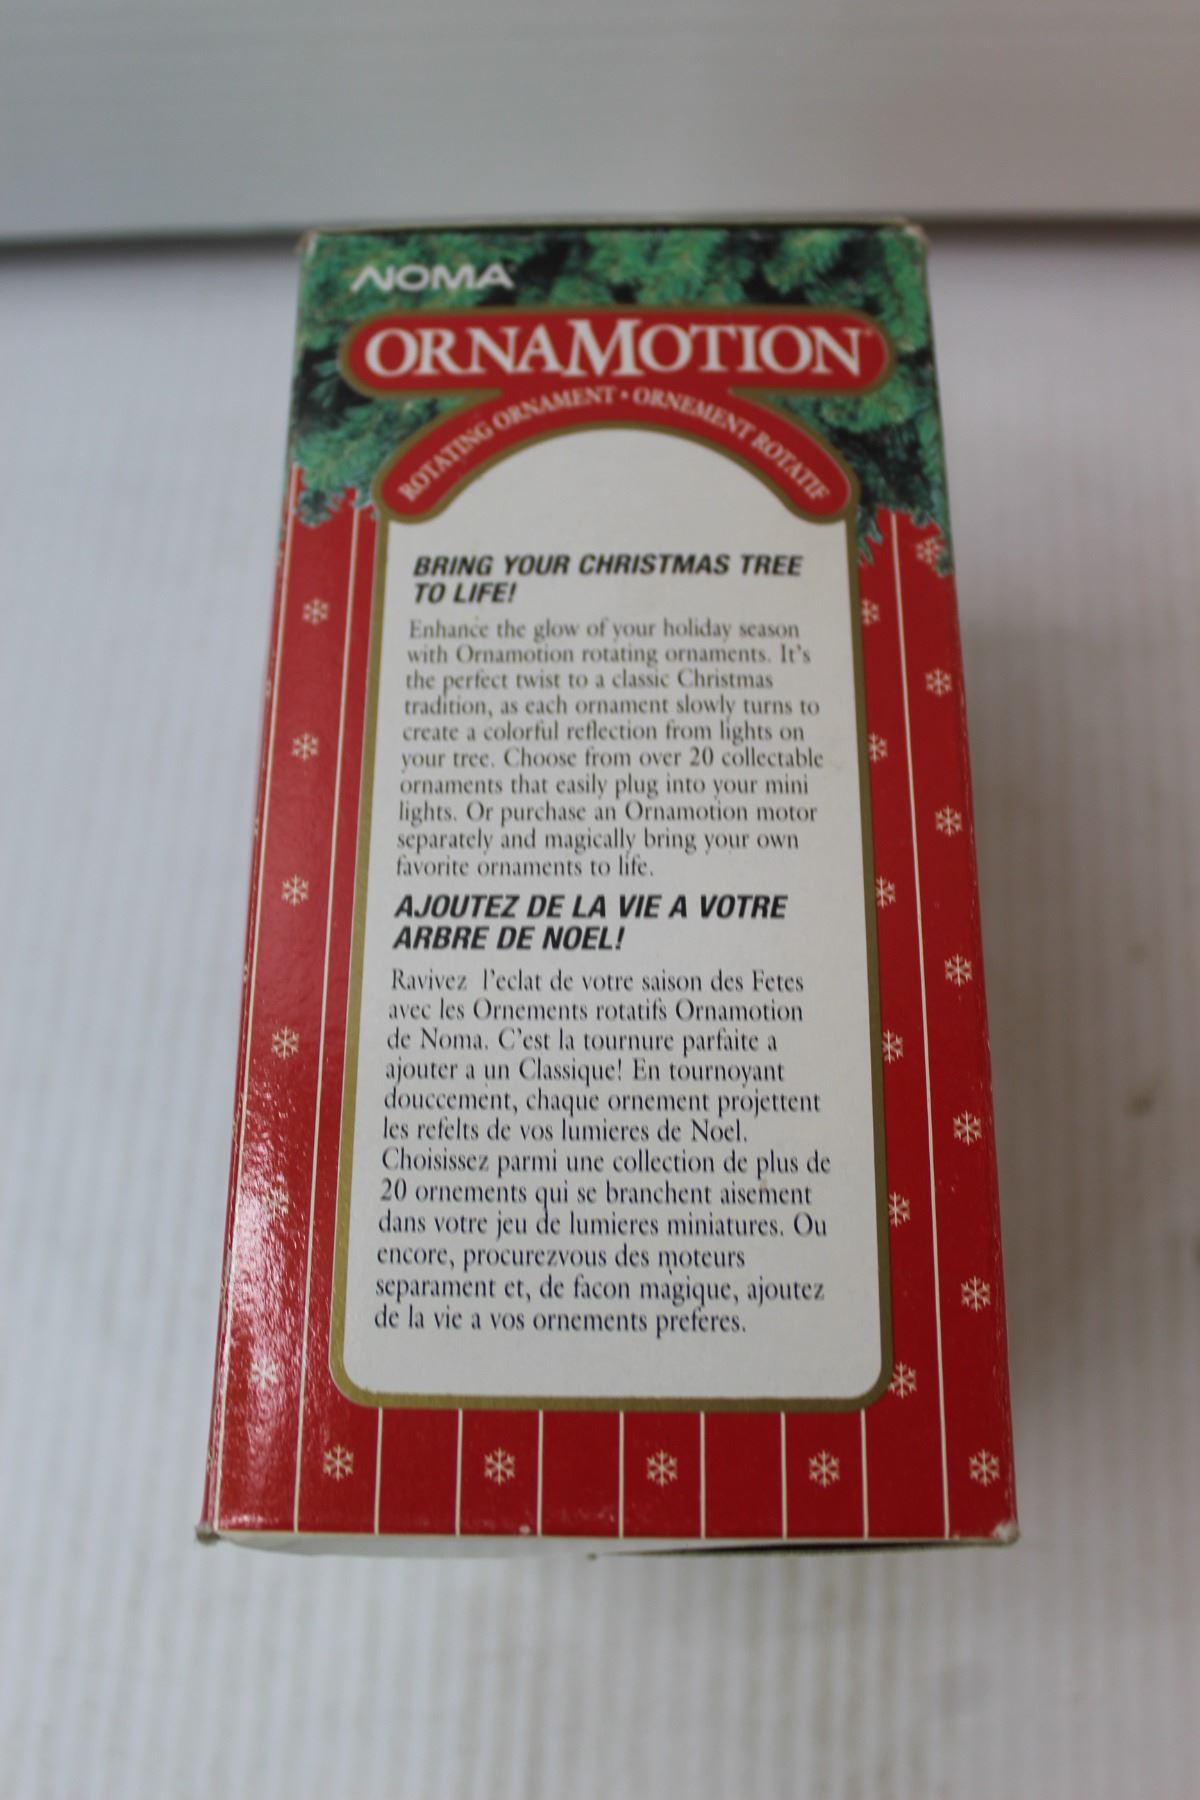 NOMA
ORNAMOTION
ROTATING ORNAMENT • ORNEMENT ROTATIF
BRING YOUR CHRISTMAS TREE
TO LIFE!
Enhance the glow of your holiday season
with Ornamotion rotating ornaments. It's
the perfect twist to a classic Christmas
tradition, as each ornament slowly turns to
create a colorful reflection from lights on
your tree. Choose from over 20 collectable
ornaments that easily plug into your mini
lights. Or purchase an Ornamotion motor
separately and magically bring your own
favorite ornaments to life.
AJOUTEZ DE LA VIE A VOTRE
ARBRE DE NOEL!
Ravivez l'eclat de votre saison des Fetes
avec les Ornements rotatifs Ornamotion
de Noma. C'est la tournure parfaite a
ajouter a un Classique! En tournoyant
douccement, chaque ornement projettent
les refelts de vos lumieres de Noel.
Choisissez parmi une collection de plus de
20 ornements qui se branchent aisement
dans votre jeu de lumieres miniatures. Ou
encore, procurezvous des moteurs
separament et, de facon magique, ajoutez
de la vie a vos ornements preferes.